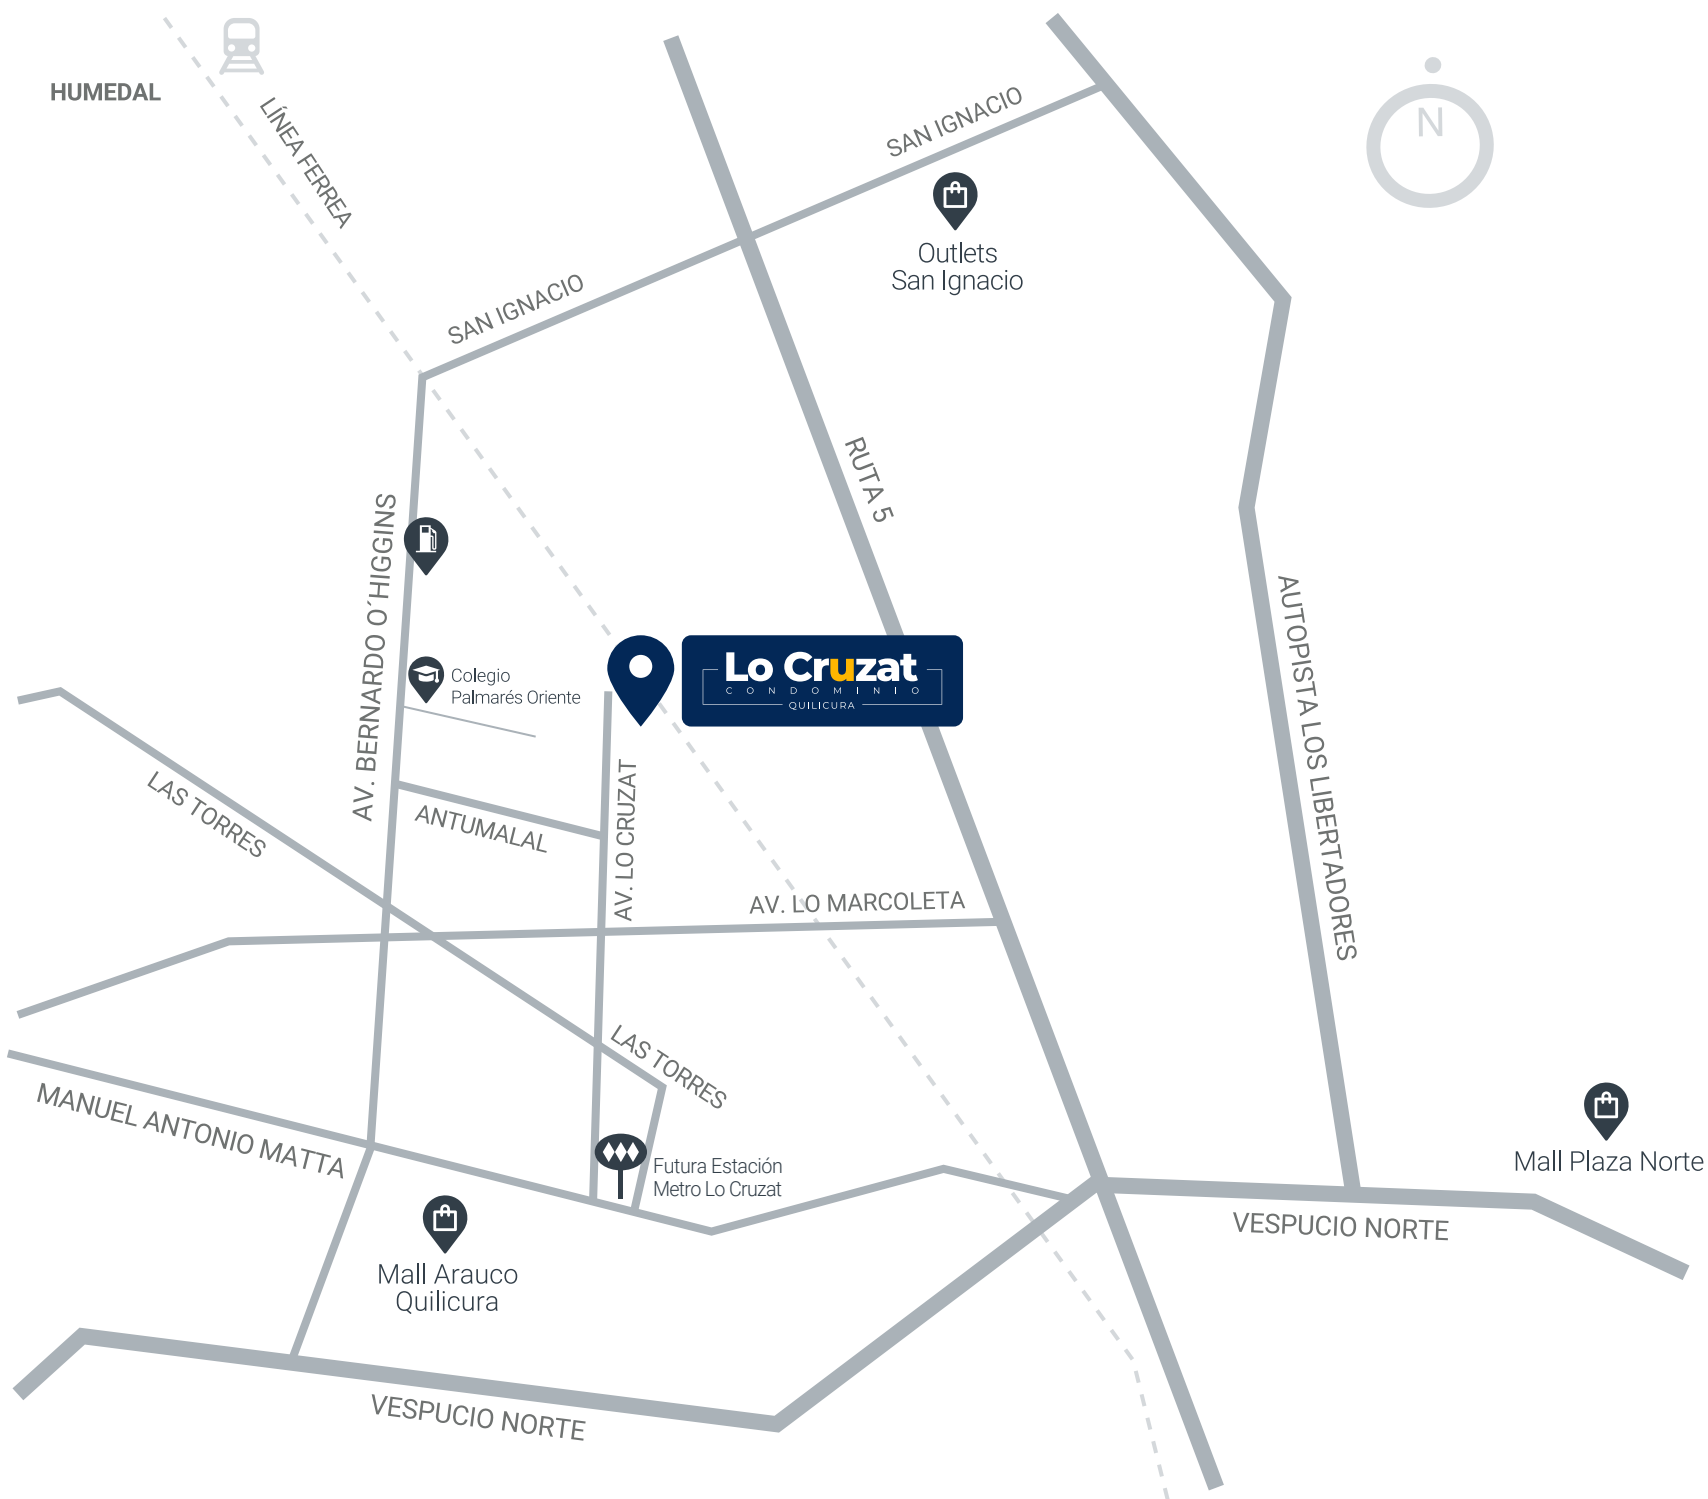 HUMEDAL
LÍNEA FERREA
N
SAN IGNACIO
Outlets
San Ignacio
SAN IGNACIO
RUTA 5
AV. BERNARDO O´HIGGINS
AUTOPISTA LOS LIBERTADORES
Lo Cruzat
CONDOMINIO
QUILICURA
Colegio
Palmarés Oriente
LAS TORRES
ANTUMALAL
AV. LO CRUZAT
AV. LO MARCOLETA
LAS TORRES
MANUEL ANTONIO MATTA
Futura Estación
Metro Lo Cruzat
Mall Plaza Norte
VESPUCIO NORTE
Mall Arauco
Quilicura
VESPUCIO NORTE